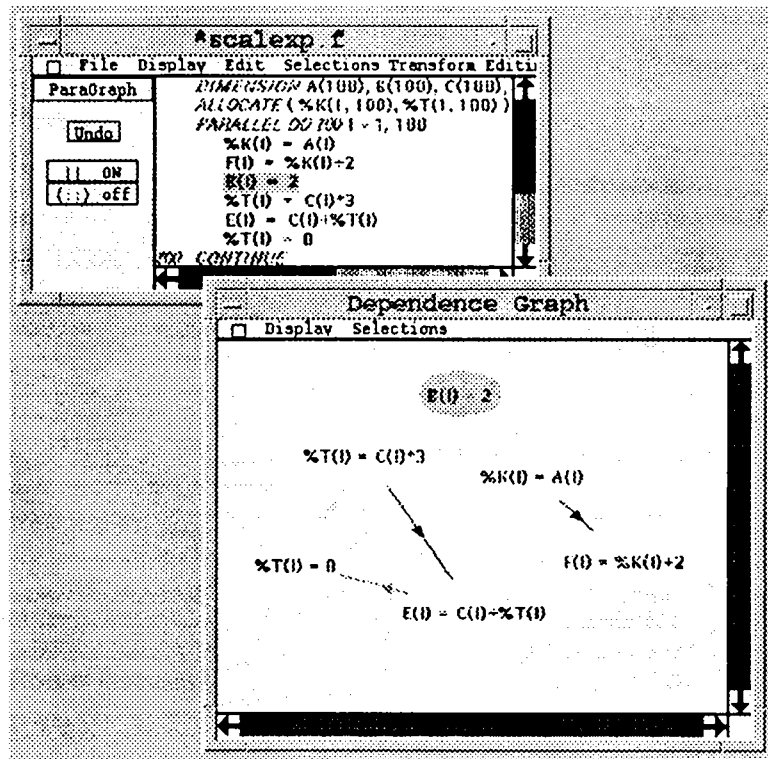 *scalexp.f
File Display Edit Selections Transform Editi
ParaGraph
Undo
|| ON
(::) off
DIMENSION A(100), B(100), C(100),
ALLOCATE ( %K(1,100),%T(1,100) )
PARALLEL DO 100 I = 1, 100
%K(I) = A(I)
F(I) = %K(I)+2
B(I) = 2
%T(I) = C(I)*3
E(I) = C(I)+%T(I)
%T(I) = 0
100 CONTINUE
Dependence Graph
Display Selections
B(I) = 2
%T(I) = C(I)*3
%K(I) = A(I)
%T(I) = 0
F(I) = %K(I)+2
E(I) = C(I)+%T(I)